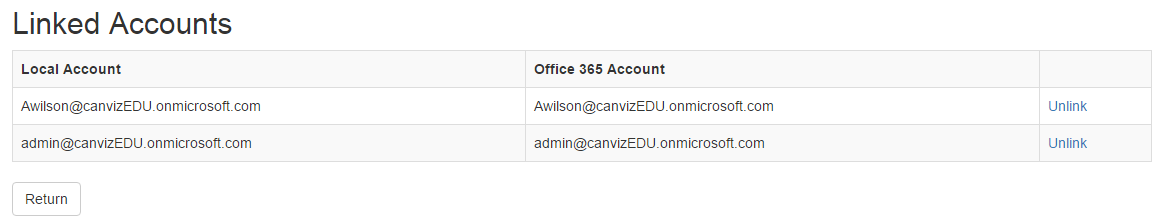 Linked Accounts
Local Account Office 365 Account
Awilson@canvizEDU.onmicrosoft.com Awilson@canvizEDU.onmicrosoft.com Unlink
admin@canvizEDU.onmicrosoft.com admin@canvizEDU.onmicrosoft.com Unlink
Return